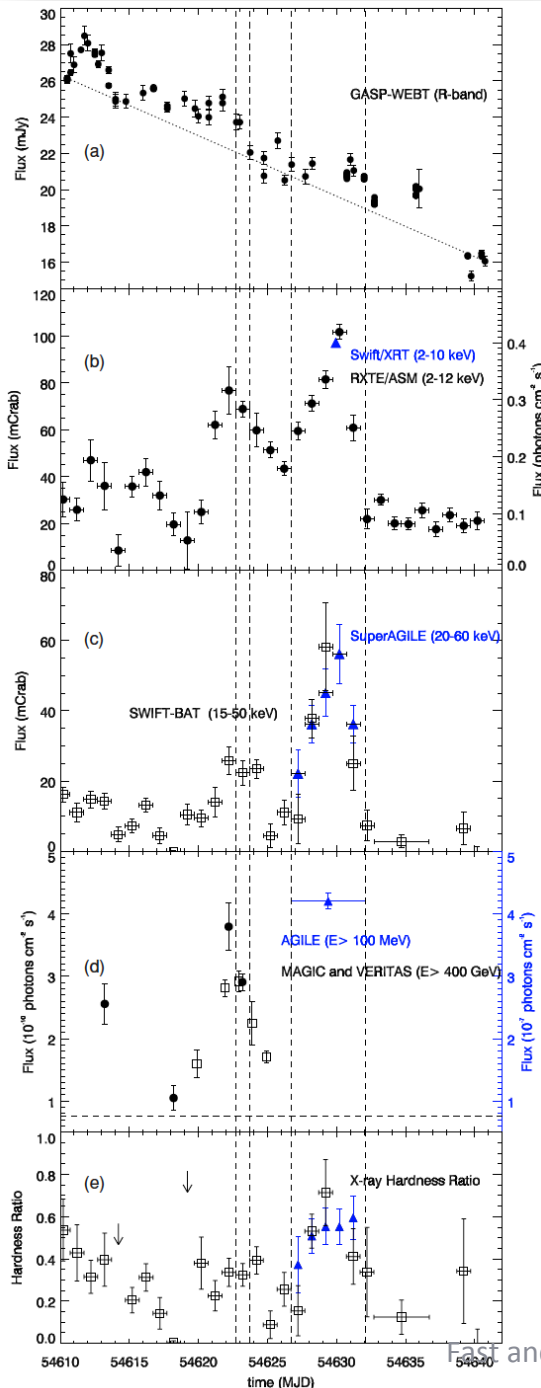 30
28
26
24
22
20
18
16
Flux (mJy)
(a)
GASP-WEBT (R-band)
120
100
80
60
40
20
0
Flux (mCrab)
(b)
Swift/XRT (2-10 keV)
RXTE/ASM (2-12 keV)
0.4
0.3
0.2
0.1
0.0
Flux (photons cm⁻² s⁻¹)
80
60
40
20
0
Flux (mCrab)
(c)
SuperAGILE (20-60 keV)
SWIFT-BAT (15-50 keV)
5
4
3
2
1
Flux (10⁻¹⁰ photons cm⁻² s⁻¹)
(d)
AGILE (E> 100 MeV)
MAGIC and VERITAS (E> 400 GeV)
5
4
3
2
1
Flux (10⁻⁷ photons cm⁻² s⁻¹)
1.0
0.8
0.6
0.4
0.2
0.0
Hardness Ratio
(e)
X-ray Hardness Ratio
54610 54615 54620 54625 54630 54635 54640
time (MJD)
Fast and